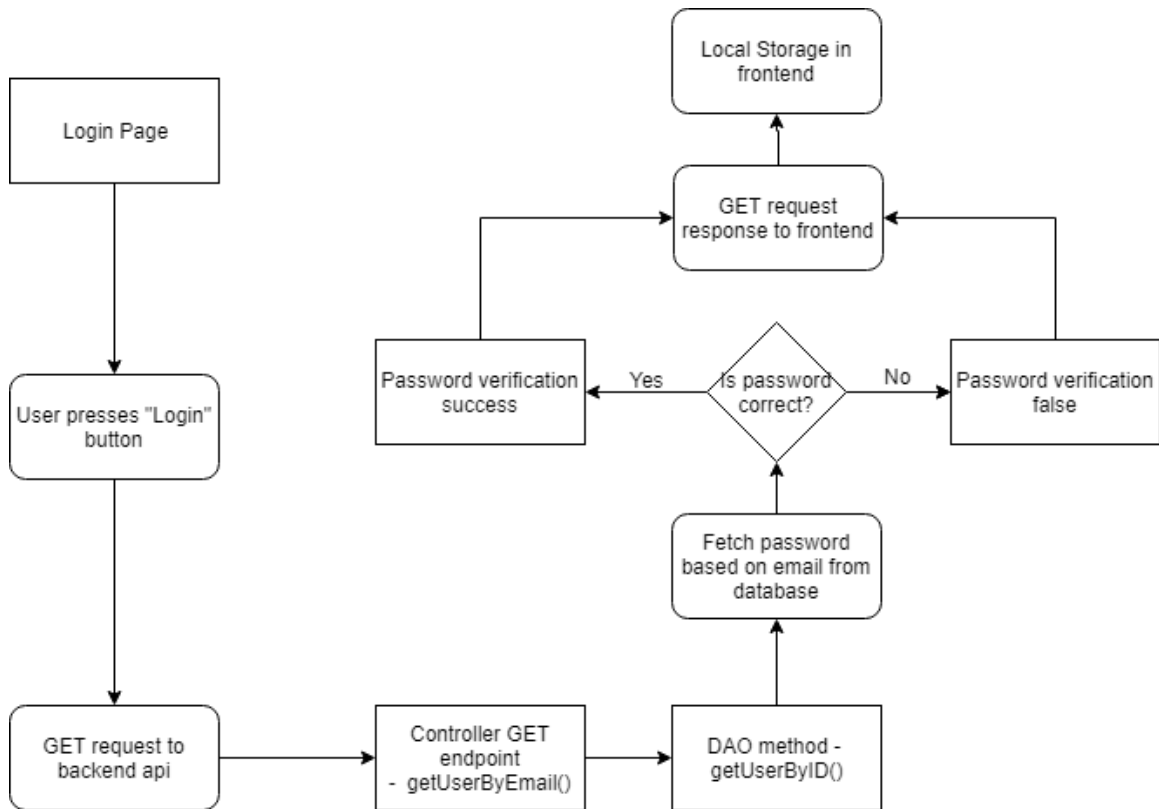 Login Page
User presses "Login"
button
GET request to
backend api
Controller GET
endpoint
- getUserByEmail()
DAO method -
getUserByID()
Fetch password
based on email from
database
Is password
correct?
Yes
Password verification
success
No
Password verification
false
GET request
response to frontend
Local Storage in
frontend